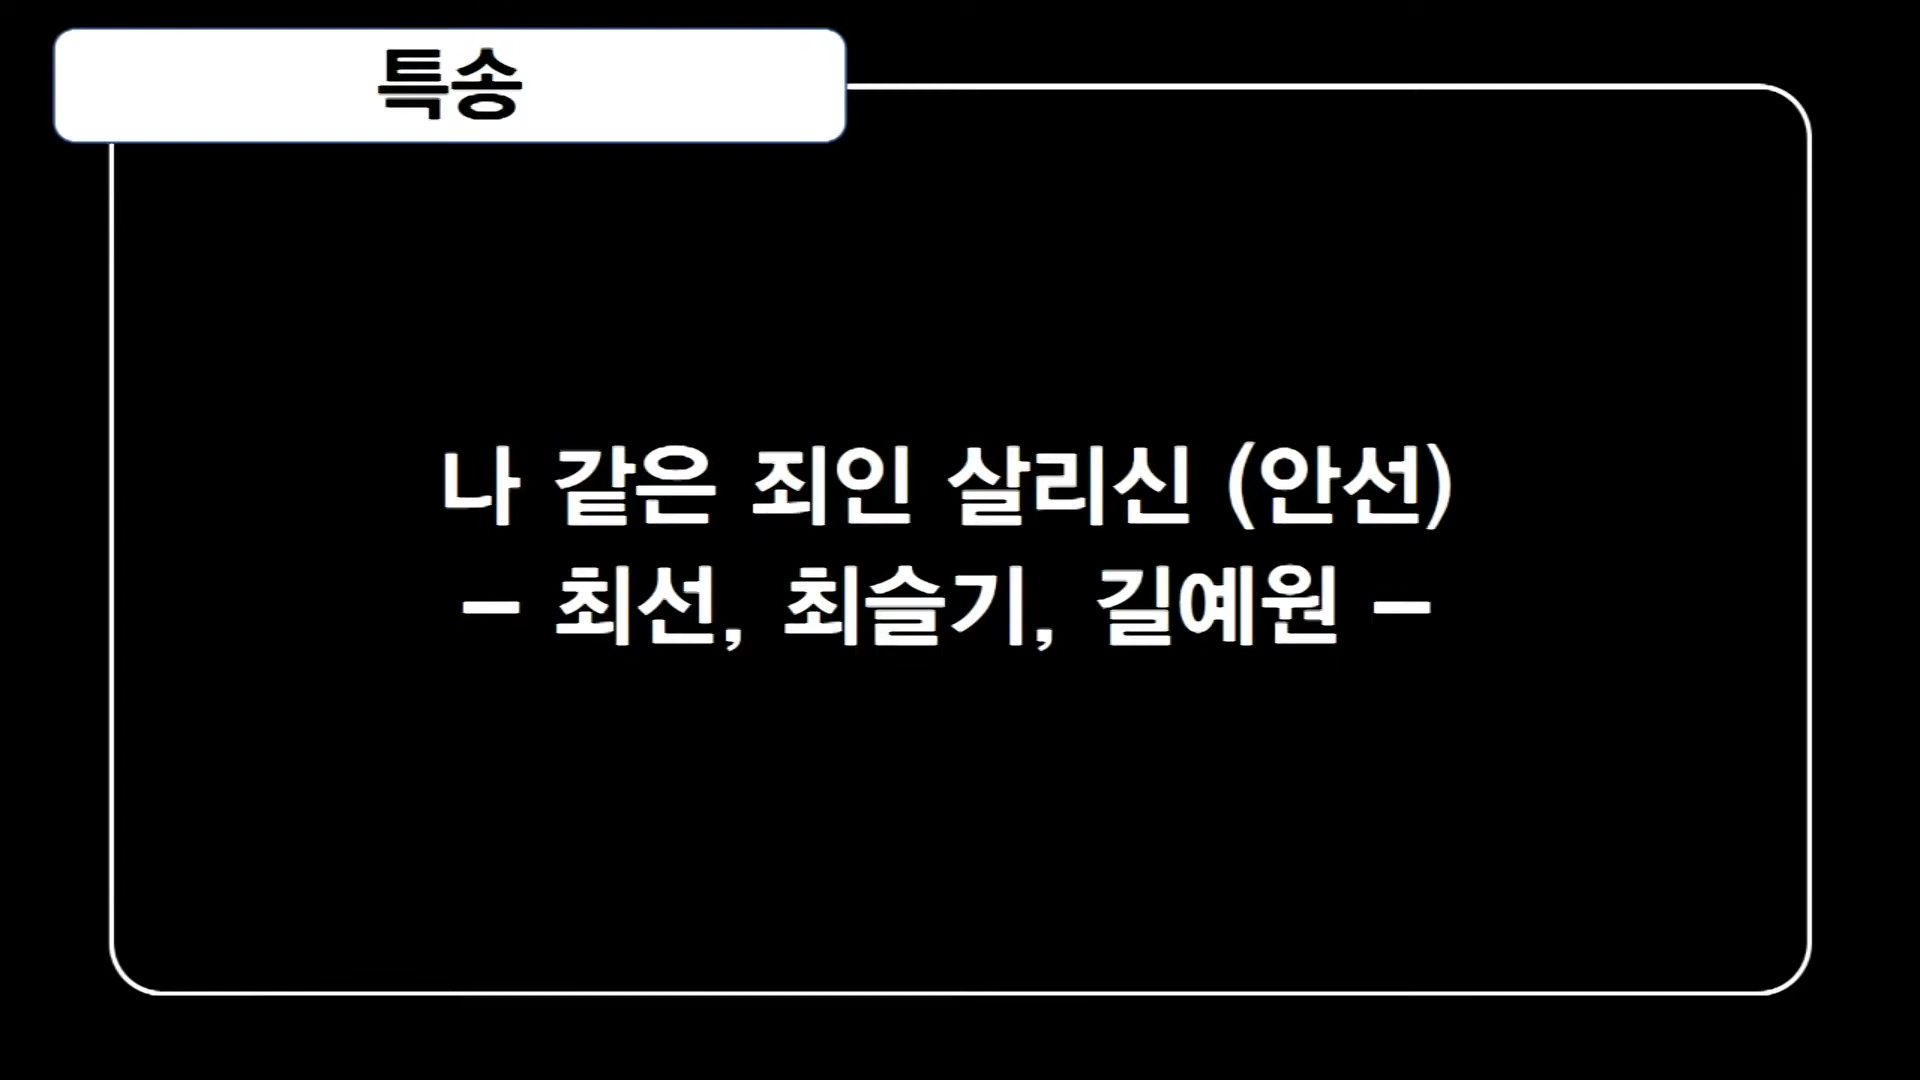 특송
나 같은 죄인 살리신 (안선)
- 최선, 최슬기, 길예원 -